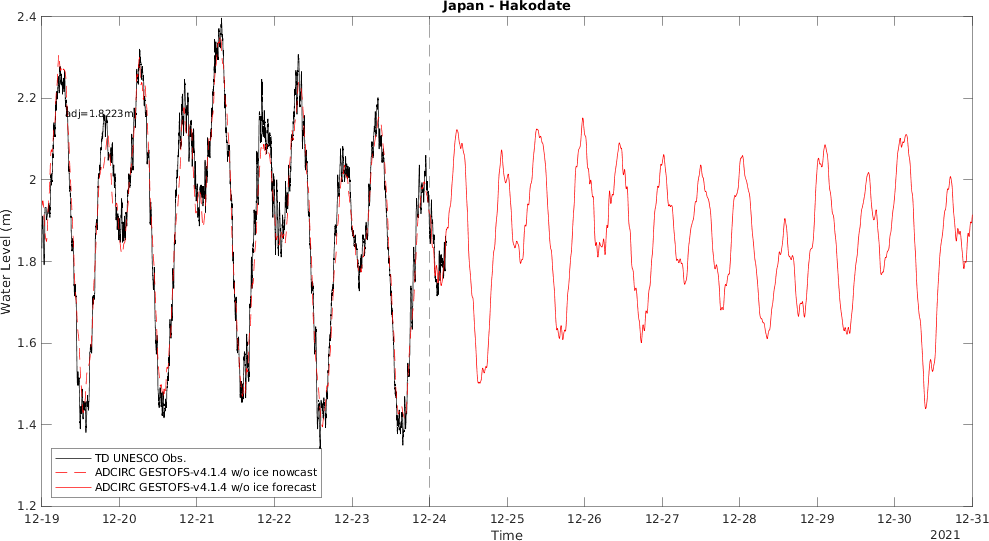 Japan - Hakodate
2.4
2.2
2
1.8
1.6
1.4
1.2
Water Level (m)
adj=1.8223m
TD UNESCO Obs.
ADCIRC GESTOFS-v4.1.4 w/o ice nowcast
ADCIRC GESTOFS-v4.1.4 w/o ice forecast
12-19 12-20 12-21 12-22 12-23 12-24 12-25 12-26 12-27 12-28 12-29 12-30 12-31
Time
2021